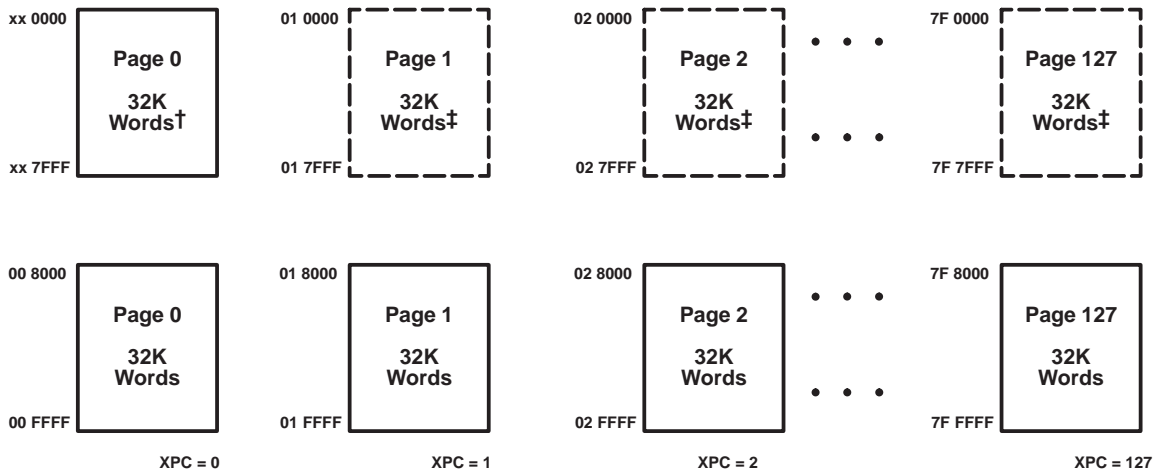 xx 0000
Page 0
32K
Words†
xx 7FFF
01 0000
Page 1
32K
Words‡
01 7FFF
02 0000
Page 2
32K
Words‡
02 7FFF
7F 0000
Page 127
32K
Words‡
7F 7FFF
00 8000
Page 0
32K
Words
00 FFFF
XPC = 0
01 8000
Page 1
32K
Words
01 FFFF
XPC = 1
02 8000
Page 2
32K
Words
02 FFFF
XPC = 2
7F 8000
Page 127
32K
Words
7F FFFF
XPC = 127